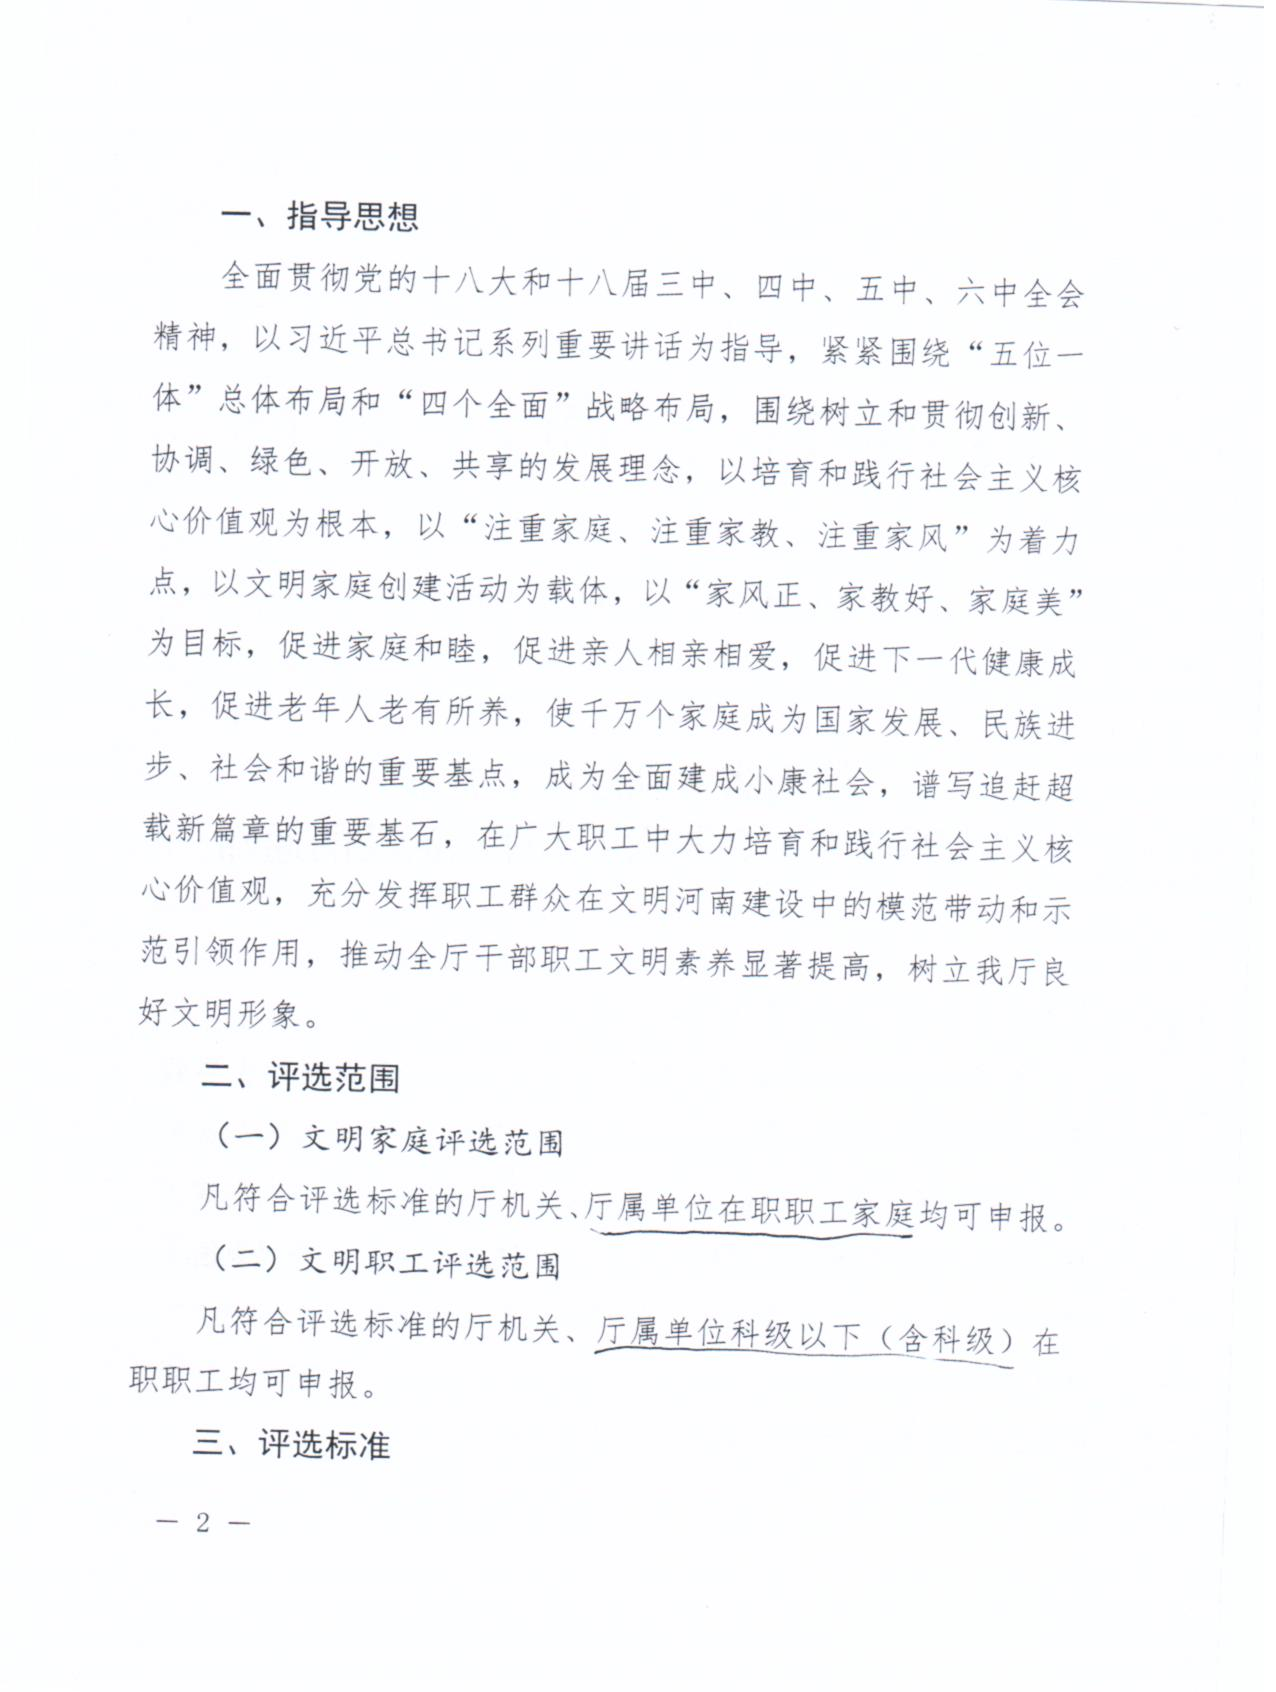 一、指导思想
全面贯彻党的十八大和十八届三中、四中、五中、六中全会
精神，以习近平总书记系列重要讲话为指导，紧紧围绕“五位一
体”总体布局和“四个全面”战略布局，围绕树立和贯彻创新、
协调、绿色、开放、共享的发展理念，以培育和践行社会主义核
心价值观为根本，以“注重家庭、注重家教、注重家风”为着力
点，以文明家庭创建活动为载体，以“家风正、家教好、家庭美”
为目标，促进家庭和睦，促进亲人相亲相爱，促进下一代健康成
长，促进老年人老有所养，使千万个家庭成为国家发展、民族进
步、社会和谐的重要基点，成为全面建成小康社会，谱写追赶超
载新篇章的重要基石，在广大职工中大力培育和践行社会主义核
心价值观，充分发挥职工群众在文明河南建设中的模范带动和示
范引领作用，推动全厅干部职工文明素养显著提高，树立我厅良
好文明形象。
二、评选范围
（一）文明家庭评选范围
凡符合评选标准的厅机关、厅属单位在职职工家庭均可申报。
（二）文明职工评选范围
凡符合评选标准的厅机关、厅属单位科级以下（含科级）在
职职工均可申报。
三、评选标准
— 2 —